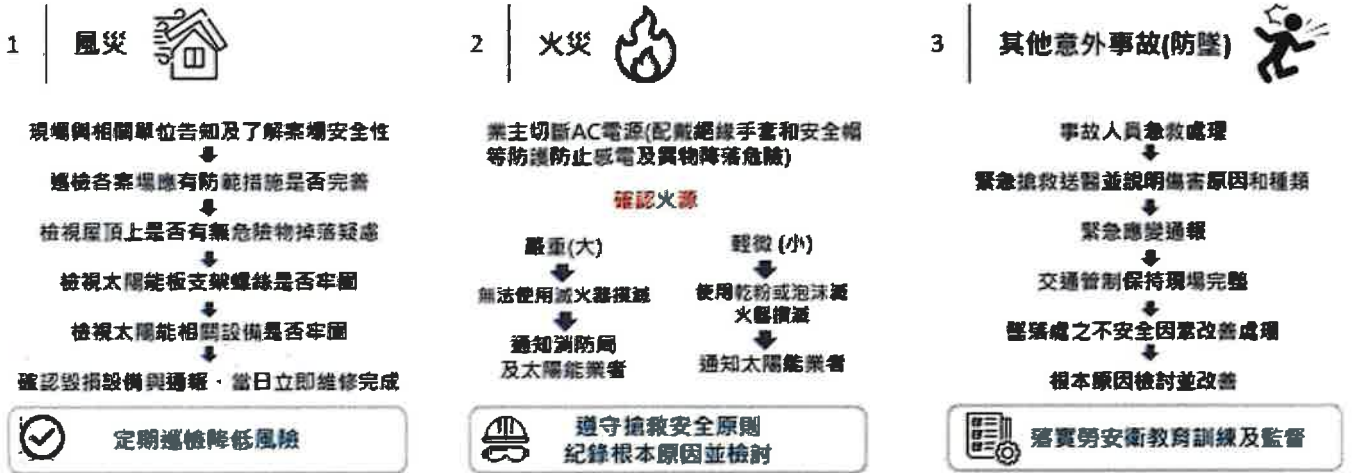 1
風災
現場與相關單位告知及了解案場安全性
巡檢各案場應有防範措施是否完善
檢視屋頂上是否有無危險物掉落疑慮
檢視太陽能板支架螺絲是否牢固
檢視太陽能相關設備是否牢固
確認毀損設備與通報，當日立即維修完成
定期巡檢降低風險
2
火災
業主切斷AC電源(配戴絕緣手套和安全帽
等防護防止感電及異物降落危險)
確認火源
嚴重(大)
無法使用滅火器撲滅
通知消防局
及太陽能業者
輕微 (小)
使用乾粉或泡沫滅
火器撲滅
通知太陽能業者
遵守搶救安全原則
紀錄根本原因並檢討
3
其他意外事故(防墜)
事故人員急救處理
緊急搶救送醫並說明傷害原因和種類
緊急應變通報
交通管制保持現場完整
墜落處之不安全因素改善處理
根本原因檢討並改善
落實勞安衛教育訓練及監督